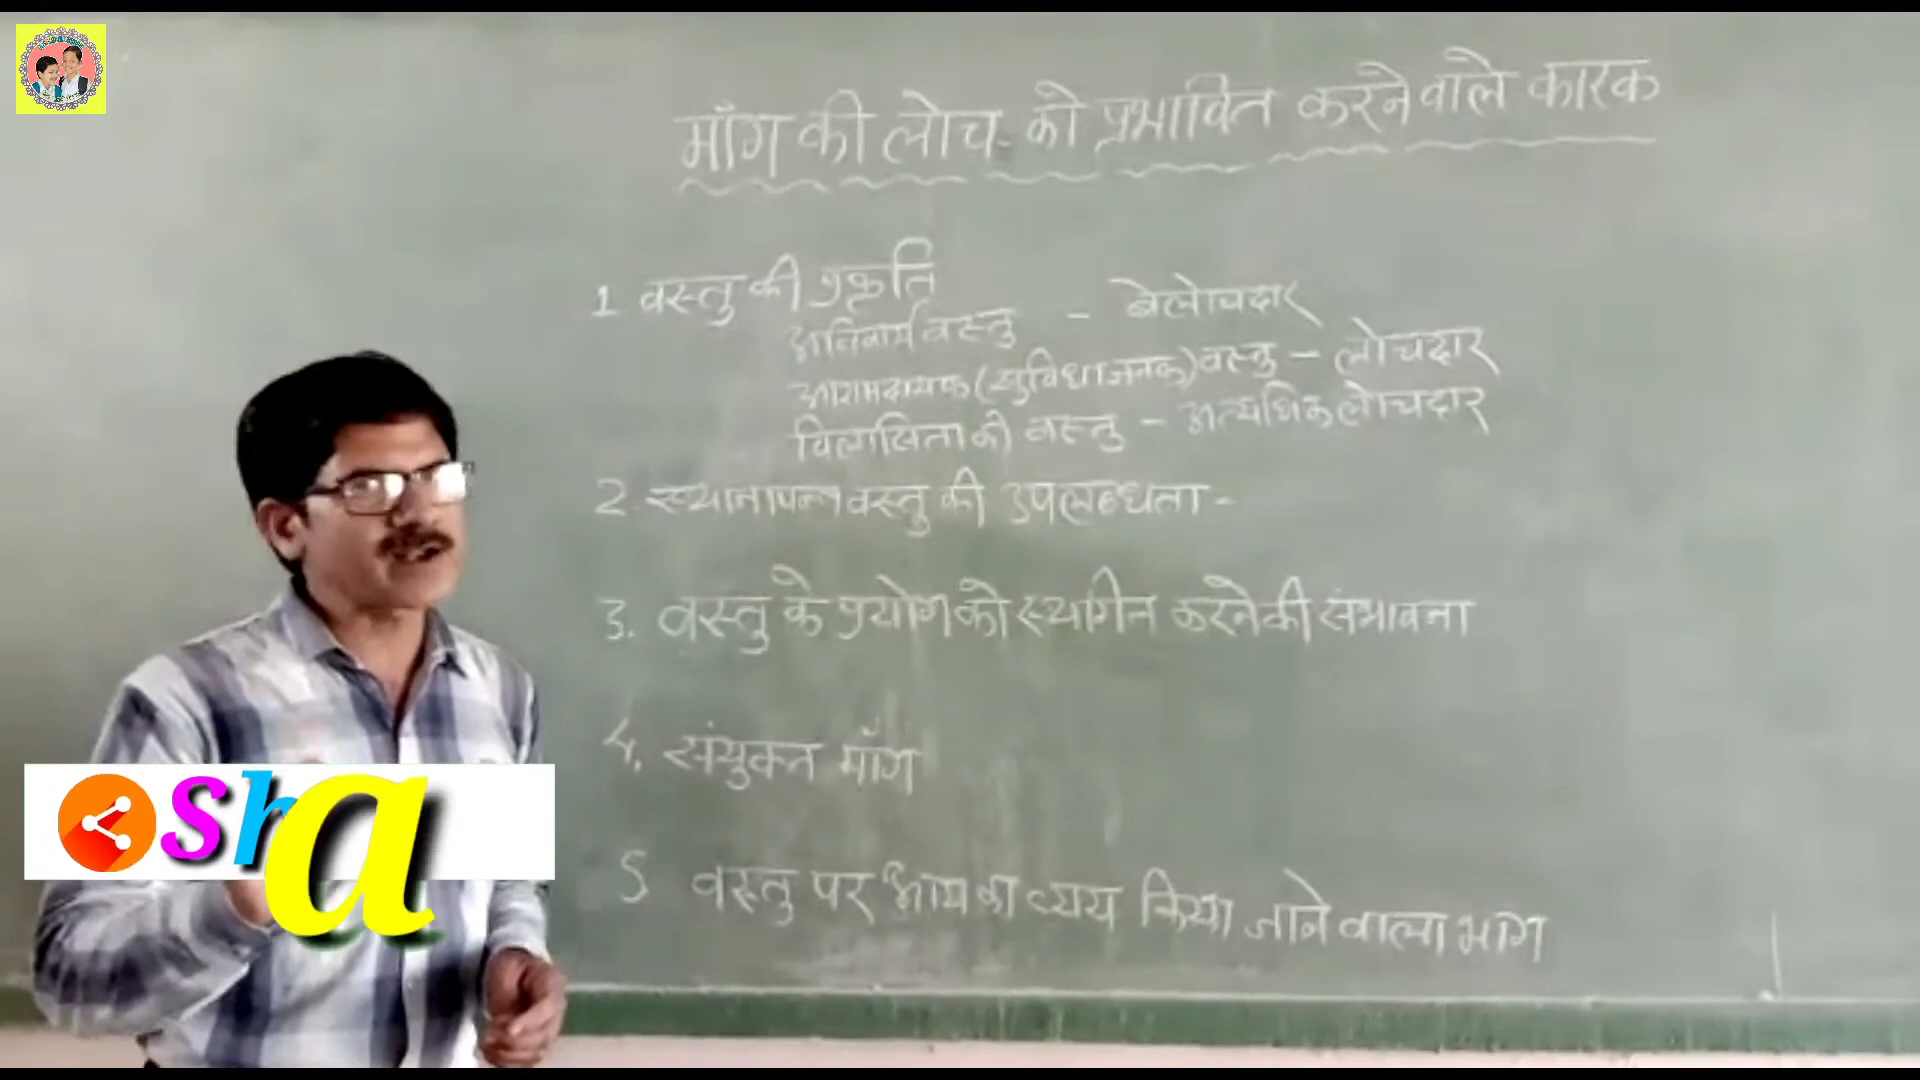 माँग की लोच को प्रभावित करने वाले कारक
1 वस्तु की प्रकृति
अनिवार्य वस्तु - बेलोचदार
आरामदायक (सुविधाजनक) वस्तु - लोचदार
विलासिता की वस्तु - अत्यधिक लोचदार
2. स्थानापन्न वस्तु की उपलब्धता -
3. वस्तु के प्रयोग को स्थगित करने की संभावना
4. संयुक्त माँग
5 वस्तु पर आय का व्यय किया जाने वाला भाग
sha